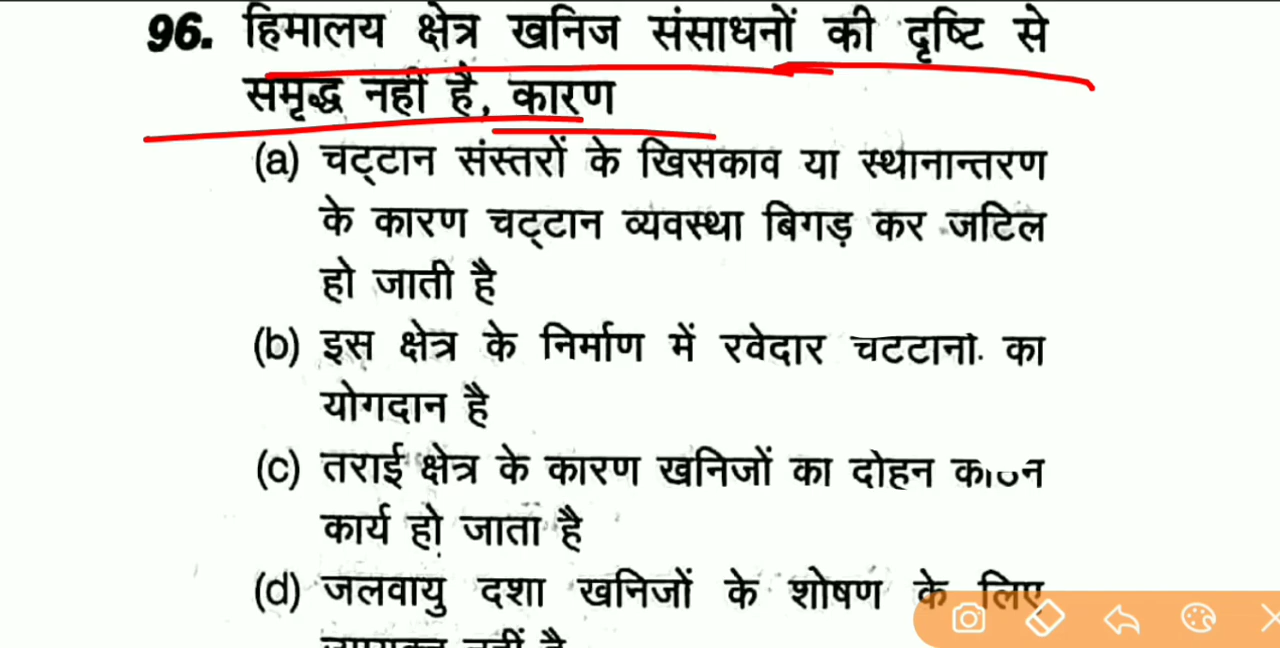 96. हिमालय क्षेत्र खनिज संसाधनों की दृष्टि से
समृद्ध नहीं है, कारण
(a) चट्टान संस्तरों के खिसकाव या स्थानान्तरण
के कारण चट्टान व्यवस्था बिगड़ कर जटिल
हो जाती है
(b) इस क्षेत्र के निर्माण में रवेदार चटटानो का
योगदान है
(c) तराई क्षेत्र के कारण खनिजों का दोहन
कार्य हो जाता है
(d) जलवायु दशा खनिजों के शोषण के लिए
नहीं है